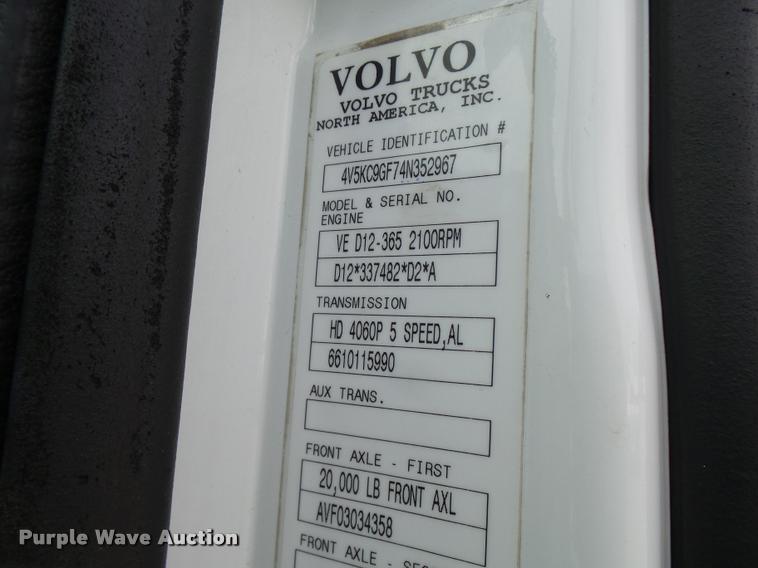 VOLVO
VOLVO TRUCKS
NORTH AMERICA, INC.
VEHICLE IDENTIFICATION #
4V5KC9GF74N352967
MODEL & SERIAL NO.
ENGINE
VE D12-365 2100RPM
D12*337482*D2*A
TRANSMISSION
HD 4060P 5 SPEED,AL
6610115990
AUX TRANS.
FRONT AXLE - FIRST
20,000 LB FRONT AXL
AVF03034358
FRONT AXLE -
Purple Wave Auction